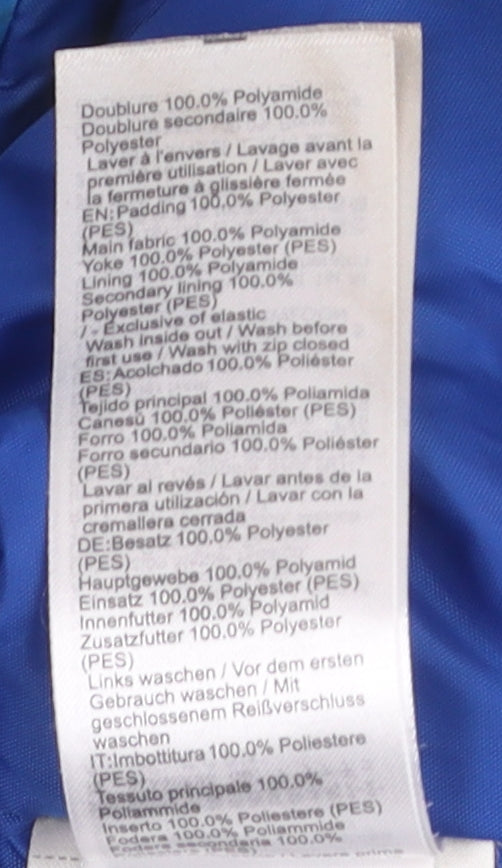 Doublure 100.0% Polyamide
Doublure secondaire 100.0%
Polyester
Laver à l'envers / Lavage avant la
première utilisation / Laver avec
la fermeture à glissière fermée
EN:Padding 100.0% Polyester
(PES)
Main fabric 100.0% Polyamide
Yoke 100.0% Polyester (PES)
Lining 100.0% Polyamide
Secondary lining 100.0%
Polyester (PES)
/ - Exclusive of elastic
Wash inside out / Wash before
first use / Wash with zip closed
ES:Acolchado 100.0% Poliéster
(PES)
Tejido principal 100.0% Poliamida
Canesú 100.0% Poliéster (PES)
Forro 100.0% Poliamida
Forro secundario 100.0% Poliéster
(PES)
Lavar al revés / Lavar antes de la
primera utilización / Lavar con la
cremallera cerrada
DE:Besatz 100.0% Polyester
(PES)
Hauptgewebe 100.0% Polyamid
Einsatz 100.0% Polyester (PES)
Innenfutter 100.0% Polyamid
Zusatzfutter 100.0% Polyester
(PES)
Links waschen / Vor dem ersten
Gebrauch waschen / Mit
geschlossenem Reißverschluss
waschen
IT:Imbottitura 100.0% Poliestere
(PES)
Tessuto principale 100.0%
Poliammide
Inserto 100.0% Poliestere (PES)
Fodera 100.0% Poliammide
Fodera secondaria 100.0%